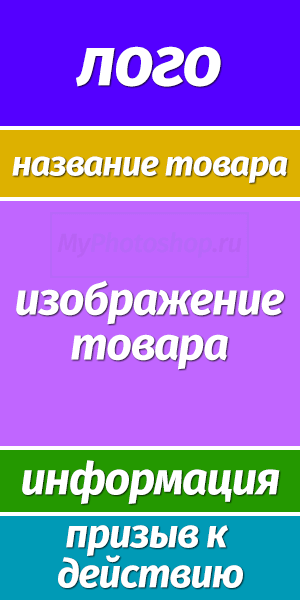 лого
название товара
MyPhotoshop.ru
изображение
товара
информация
призыв к
действию